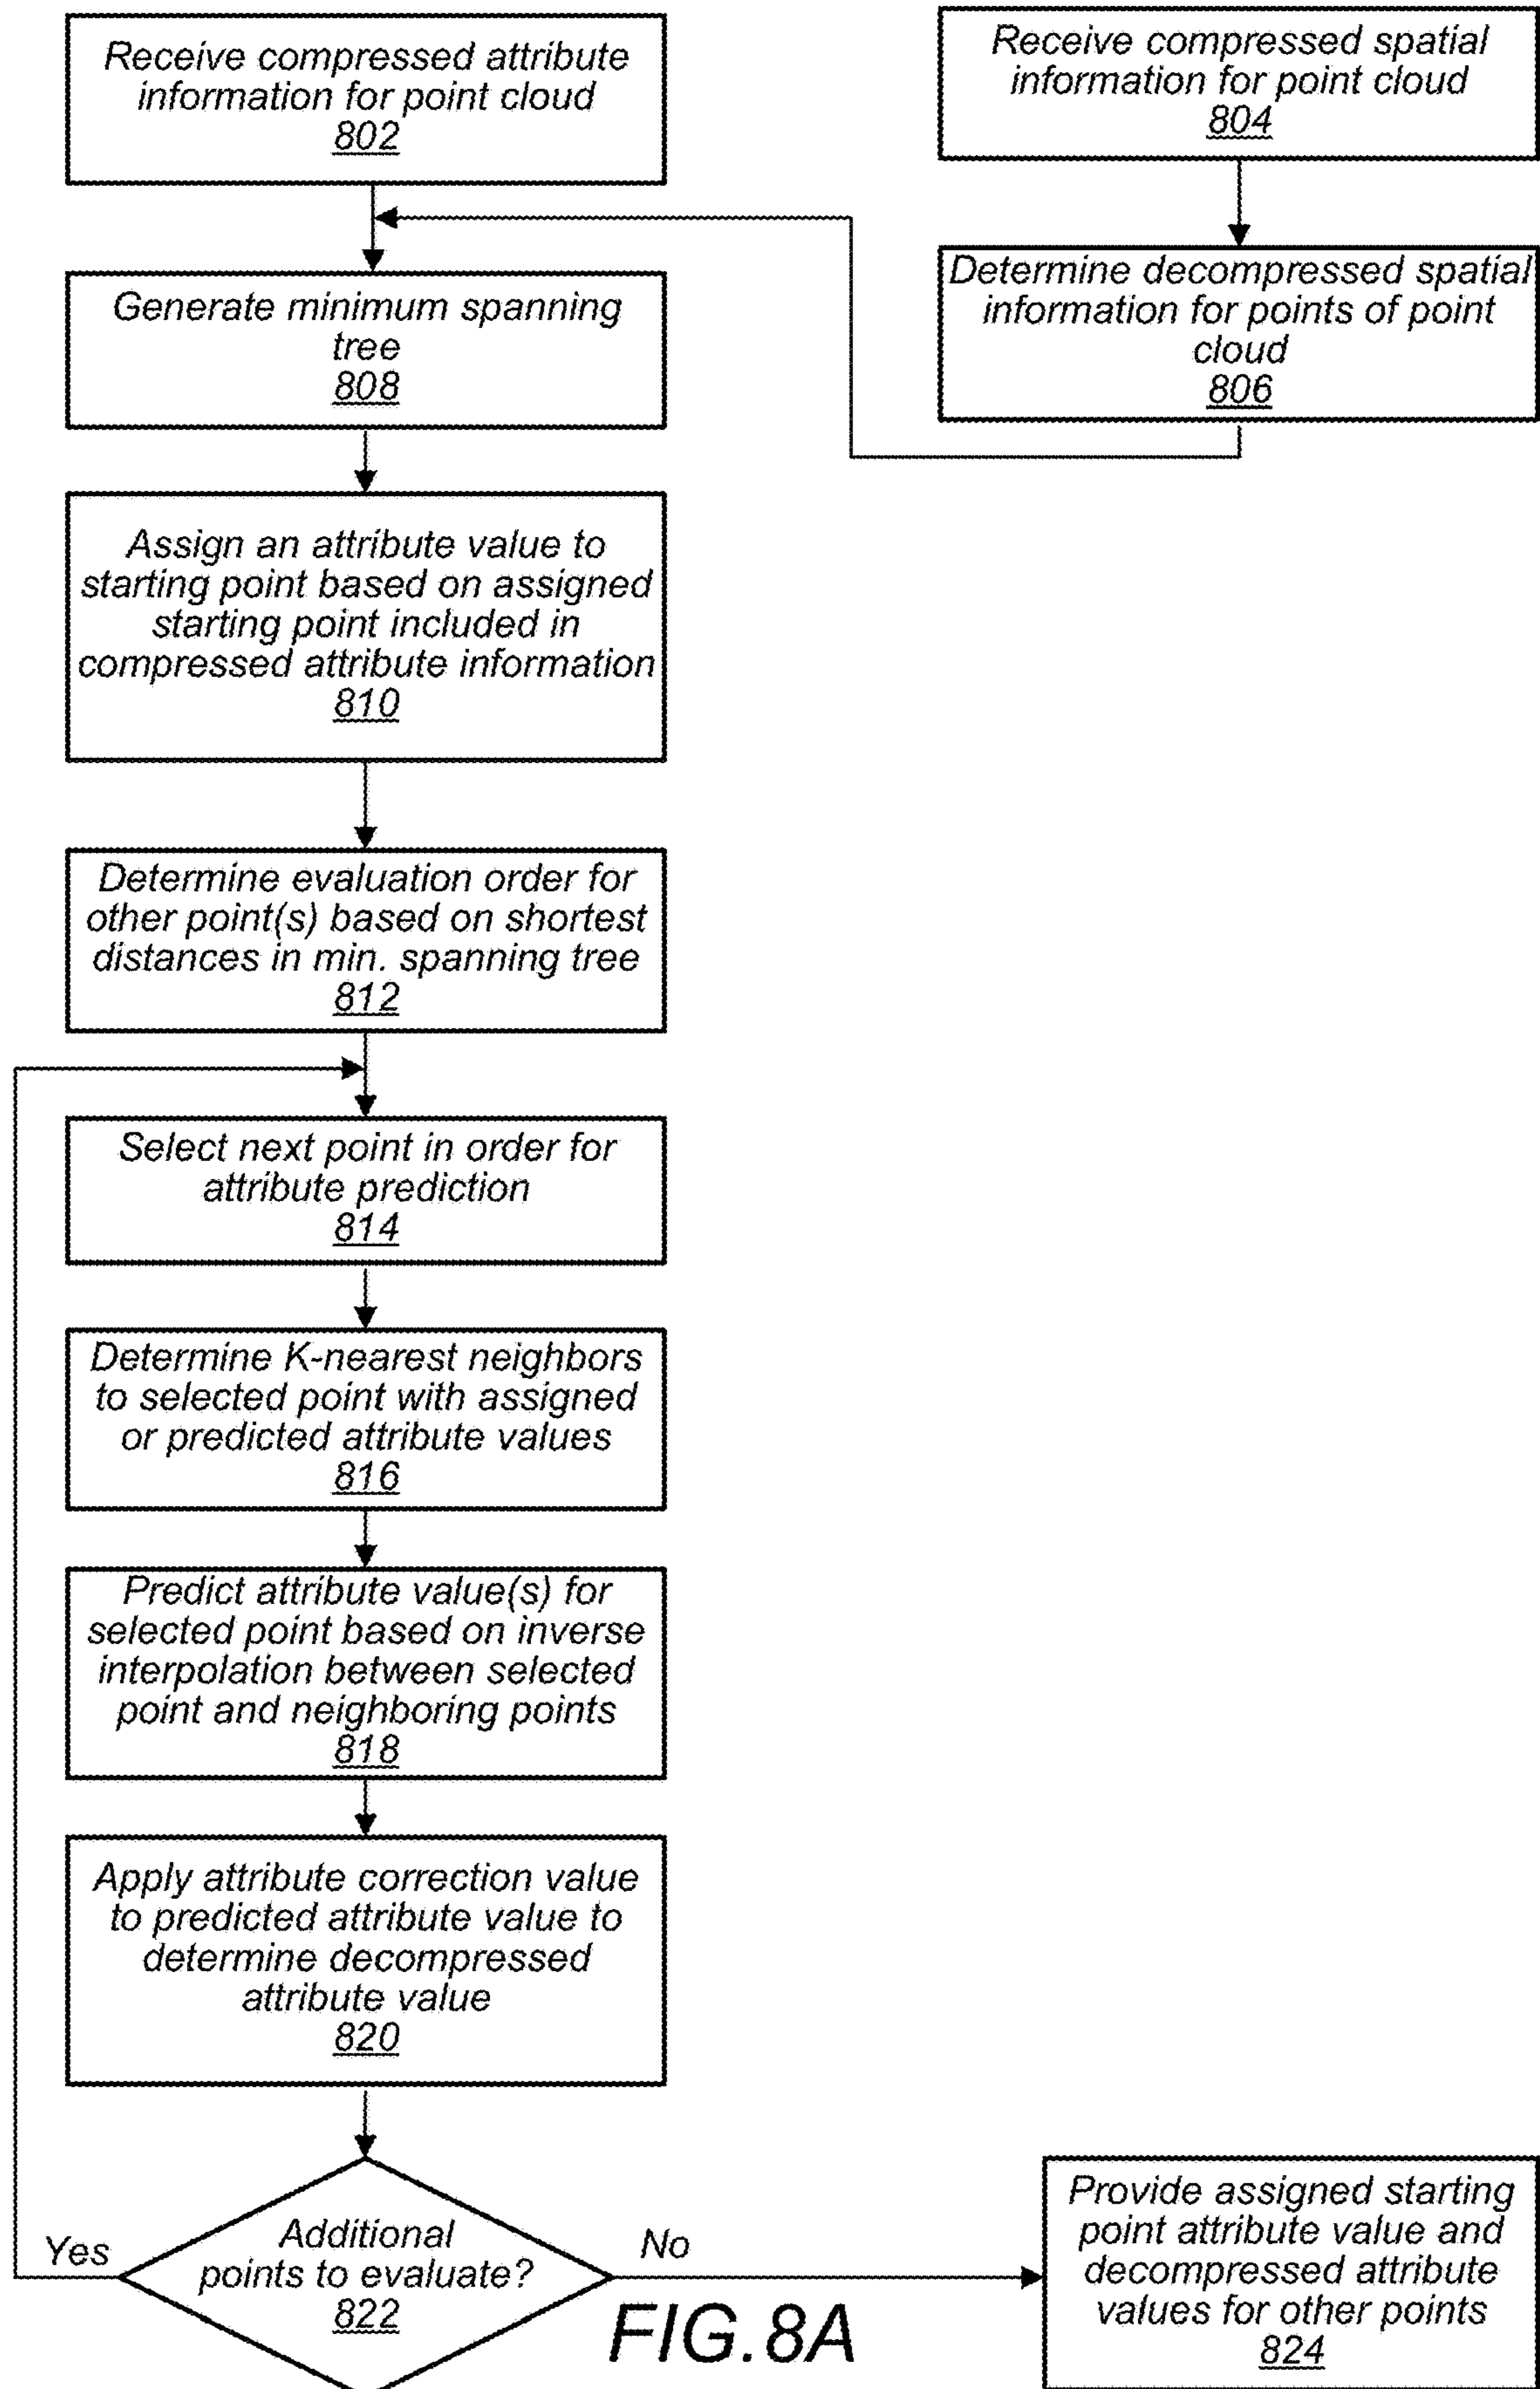 Receive compressed attribute
information for point cloud
802
Receive compressed spatial
information for point cloud
804
Determine decompressed spatial
information for points of point
cloud
806
Generate minimum spanning
tree
808
Assign an attribute value to
starting point based on assigned
starting point included in
compressed attribute information
810
Determine evaluation order for
other point(s) based on shortest
distances in min. spanning tree
812
Select next point in order for
attribute prediction
814
Determine K-nearest neighbors
to selected point with assigned
or predicted attribute values
816
Predict attribute value(s) for
selected point based on inverse
interpolation between selected
point and neighboring points
818
Apply attribute correction value
to predicted attribute value to
determine decompressed
attribute value
820
Additional
points to evaluate?
822
Yes
No
Provide assigned starting
point attribute value and
decompressed attribute
values for other points
824
FIG. 8A